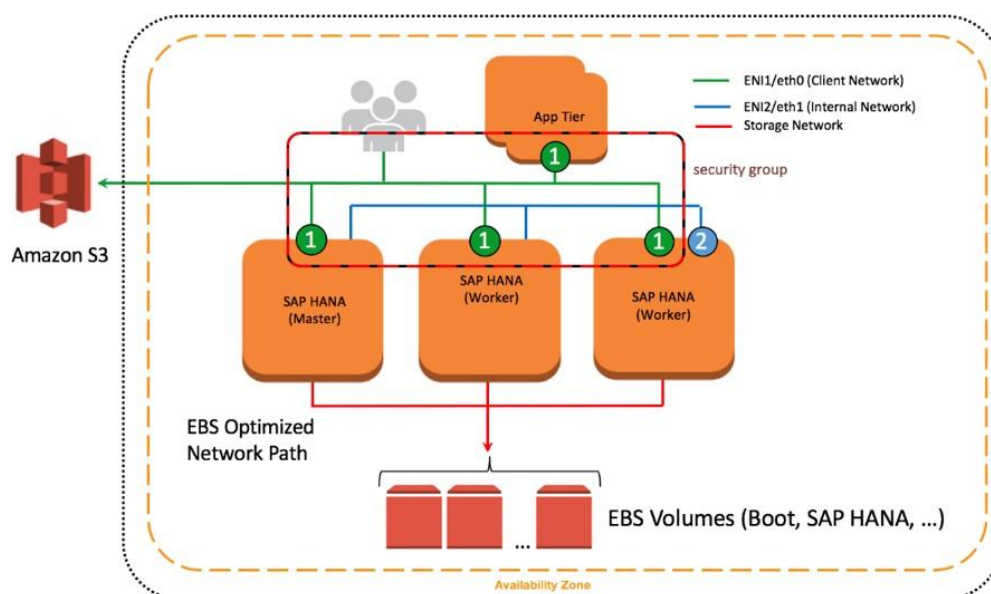 ENI1/eth0 (Client Network)
ENI2/eth1 (Internal Network)
Storage Network
App Tier
1
security group
Amazon S3
1
1
1
2
SAP HANA
(Master)
SAP HANA
(Worker)
SAP HANA
(Worker)
EBS Optimized
Network Path
EBS Volumes (Boot, SAP HANA, ...)
...
Availability Zone